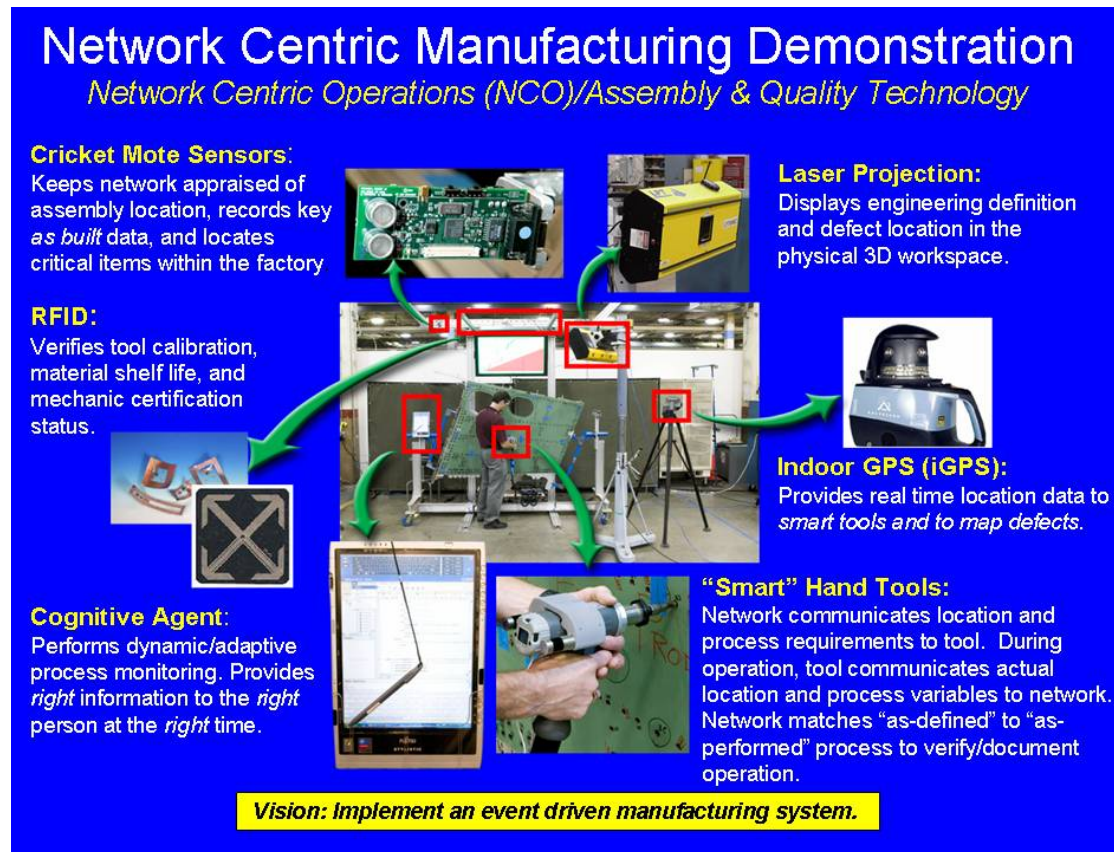 Network Centric Manufacturing Demonstration
Network Centric Operations (NCO)/Assembly & Quality Technology
Cricket Mote Sensors:
Keeps network appraised of
assembly location, records key
as built data, and locates
critical items within the factory.
RFID:
Verifies tool calibration,
material shelf life, and
mechanic certification
status.
Cognitive Agent:
Performs dynamic/adaptive
process monitoring. Provides
right information to the right
person at the right time.
Laser Projection:
Displays engineering definition
and defect location in the
physical 3D workspace.
Indoor GPS (iGPS):
Provides real time location data to
smart tools and to map defects.
“Smart” Hand Tools:
Network communicates location and
process requirements to tool.  During
operation, tool communicates actual
location and process variables to network.
Network matches “as-defined” to “as-
performed” process to verify/document
operation.
FUJITSU
Vision: Implement an event driven manufacturing system.